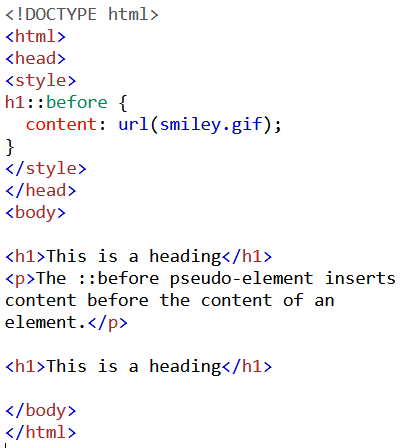 <!DOCTYPE html>
<html>
<head>
<style>
h1::before {
  content: url(smiley.gif);
}
</style>
</head>
<body>

<h1>This is a heading</h1>
<p>The ::before pseudo-element inserts
content before the content of an
element.</p>

<h1>This is a heading</h1>

</body>
</html>